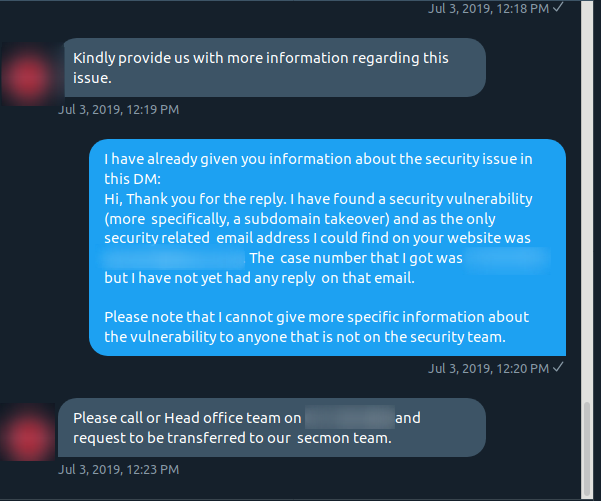 Jul 3, 2019, 12:18 PM ✓
Kindly provide us with more information regarding this
issue.
Jul 3, 2019, 12:19 PM
I have already given you information about the security issue in
this DM:
Hi, Thank you for the reply. I have found a security vulnerability
(more specifically, a subdomain takeover) and as the only
security related email address I could find on your website was
. The case number that I got was
but I have not yet had any reply on that email.
Please note that I cannot give more specific information about
the vulnerability to anyone that is not on the security team.
Jul 3, 2019, 12:20 PM ✓
Please call or Head office team on and
request to be transferred to our secmon team.
Jul 3, 2019, 12:23 PM